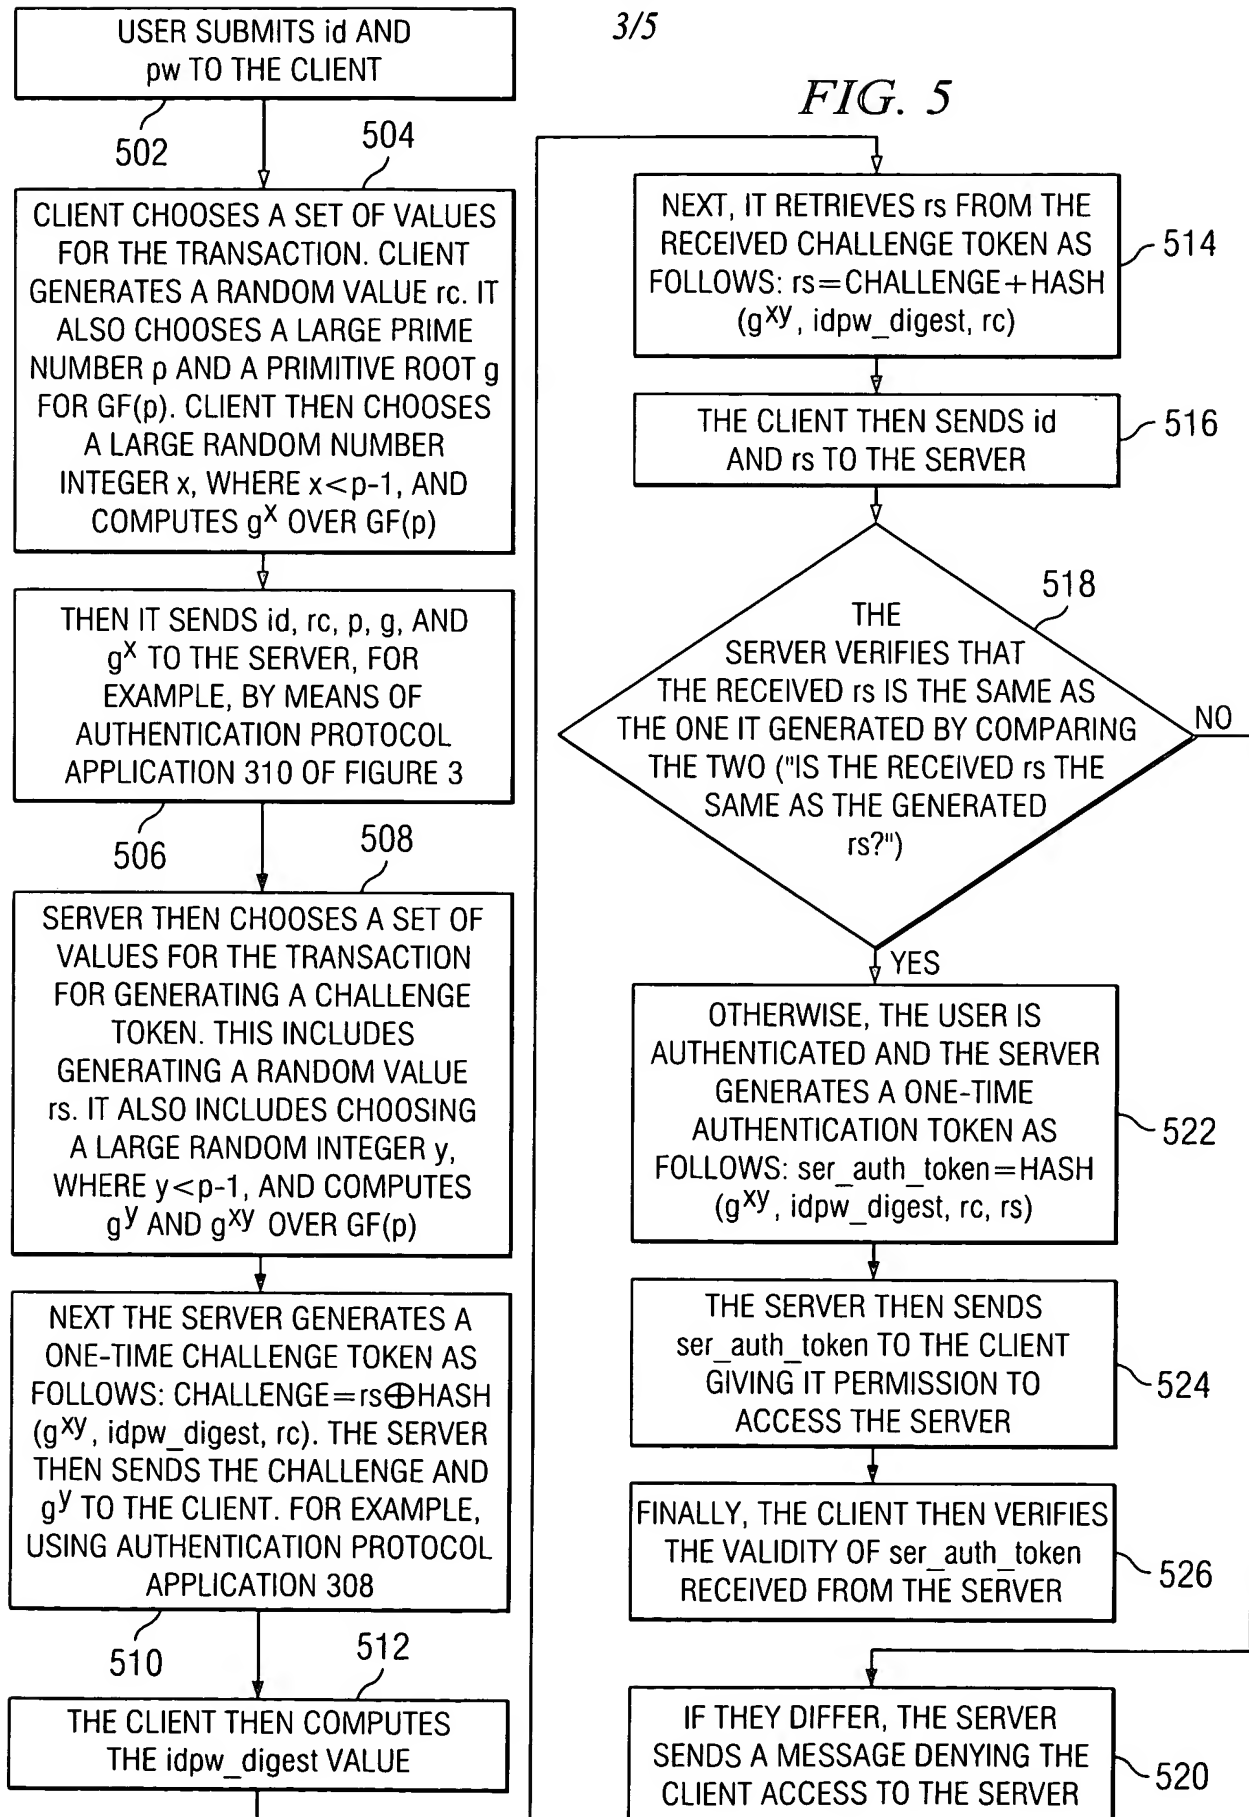 3/5
FIG. 5
USER SUBMITS id AND
pw TO THE CLIENT
502
504
CLIENT CHOOSES A SET OF VALUES
FOR THE TRANSACTION. CLIENT
GENERATES A RANDOM VALUE rc. IT
ALSO CHOOSES A LARGE PRIME
NUMBER p AND A PRIMITIVE ROOT g
FOR GF(p). CLIENT THEN CHOOSES
A LARGE RANDOM NUMBER
INTEGER x, WHERE x<p-1, AND
COMPUTES gˣ OVER GF(p)
THEN IT SENDS id, rc, p, g, AND
gˣ TO THE SERVER, FOR
EXAMPLE, BY MEANS OF
AUTHENTICATION PROTOCOL
APPLICATION 310 OF FIGURE 3
506
508
SERVER THEN CHOOSES A SET OF
VALUES FOR THE TRANSACTION
FOR GENERATING A CHALLENGE
TOKEN. THIS INCLUDES
GENERATING A RANDOM VALUE
rs. IT ALSO INCLUDES CHOOSING
A LARGE RANDOM INTEGER y,
WHERE y<p-1, AND COMPUTES
gʸ AND gˣʸ OVER GF(p)
NEXT THE SERVER GENERATES A
ONE-TIME CHALLENGE TOKEN AS
FOLLOWS: CHALLENGE=rs⊕HASH
(gˣʸ, idpw_digest, rc). THE SERVER
THEN SENDS THE CHALLENGE AND
gʸ TO THE CLIENT. FOR EXAMPLE,
USING AUTHENTICATION PROTOCOL
APPLICATION 308
510
512
THE CLIENT THEN COMPUTES
THE idpw_digest VALUE
NEXT, IT RETRIEVES rs FROM THE
RECEIVED CHALLENGE TOKEN AS
FOLLOWS: rs=CHALLENGE+HASH
(gˣʸ, idpw_digest, rc)
514
THE CLIENT THEN SENDS id
AND rs TO THE SERVER
516
518
THE
SERVER VERIFIES THAT
THE RECEIVED rs IS THE SAME AS
THE ONE IT GENERATED BY COMPARING
THE TWO ("IS THE RECEIVED rs THE
SAME AS THE GENERATED
rs?")
NO
YES
OTHERWISE, THE USER IS
AUTHENTICATED AND THE SERVER
GENERATES A ONE-TIME
AUTHENTICATION TOKEN AS
FOLLOWS: ser_auth_token=HASH
(gˣʸ, idpw_digest, rc, rs)
522
THE SERVER THEN SENDS
ser_auth_token TO THE CLIENT
GIVING IT PERMISSION TO
ACCESS THE SERVER
524
FINALLY, THE CLIENT THEN VERIFIES
THE VALIDITY OF ser_auth_token
RECEIVED FROM THE SERVER
526
IF THEY DIFFER, THE SERVER
SENDS A MESSAGE DENYING THE
CLIENT ACCESS TO THE SERVER
520